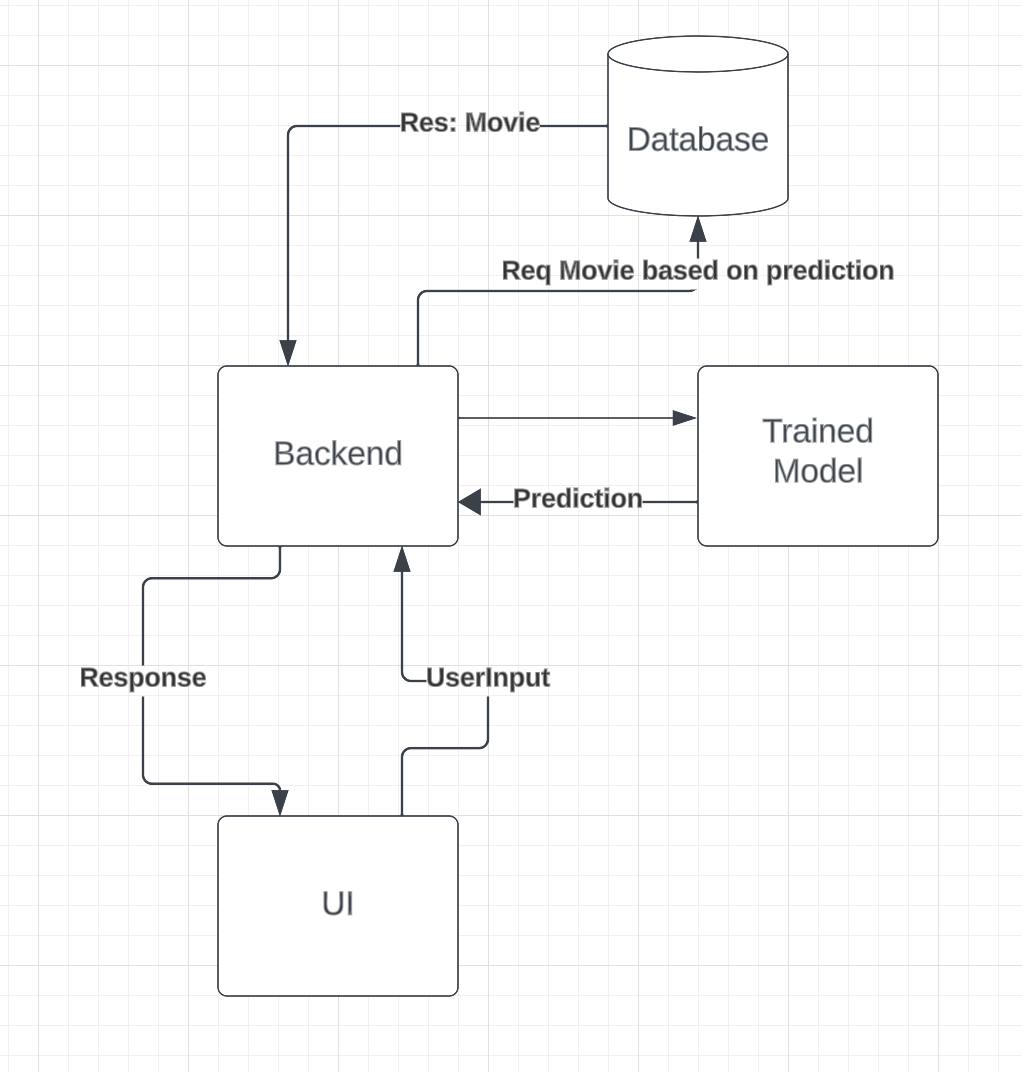 Res: Movie
Database
Req Movie based on prediction
Backend
Trained
Model
Prediction
Response
UserInput
UI